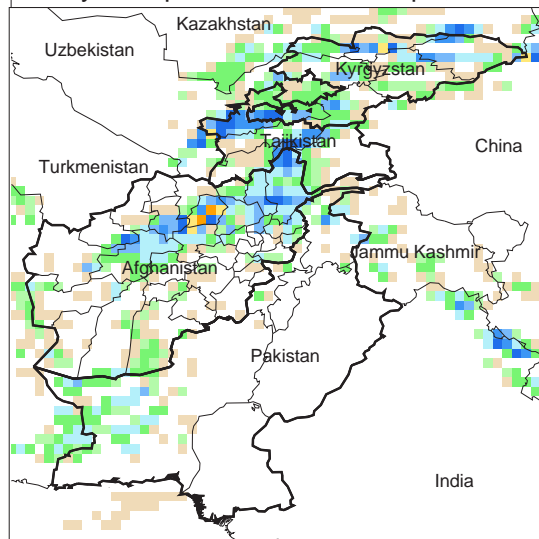 Kazakhstan
Uzbekistan
Kyrgyzstan
Tajikistan
China
Turkmenistan
Jammu Kashmir
Afghanistan
Pakistan
India